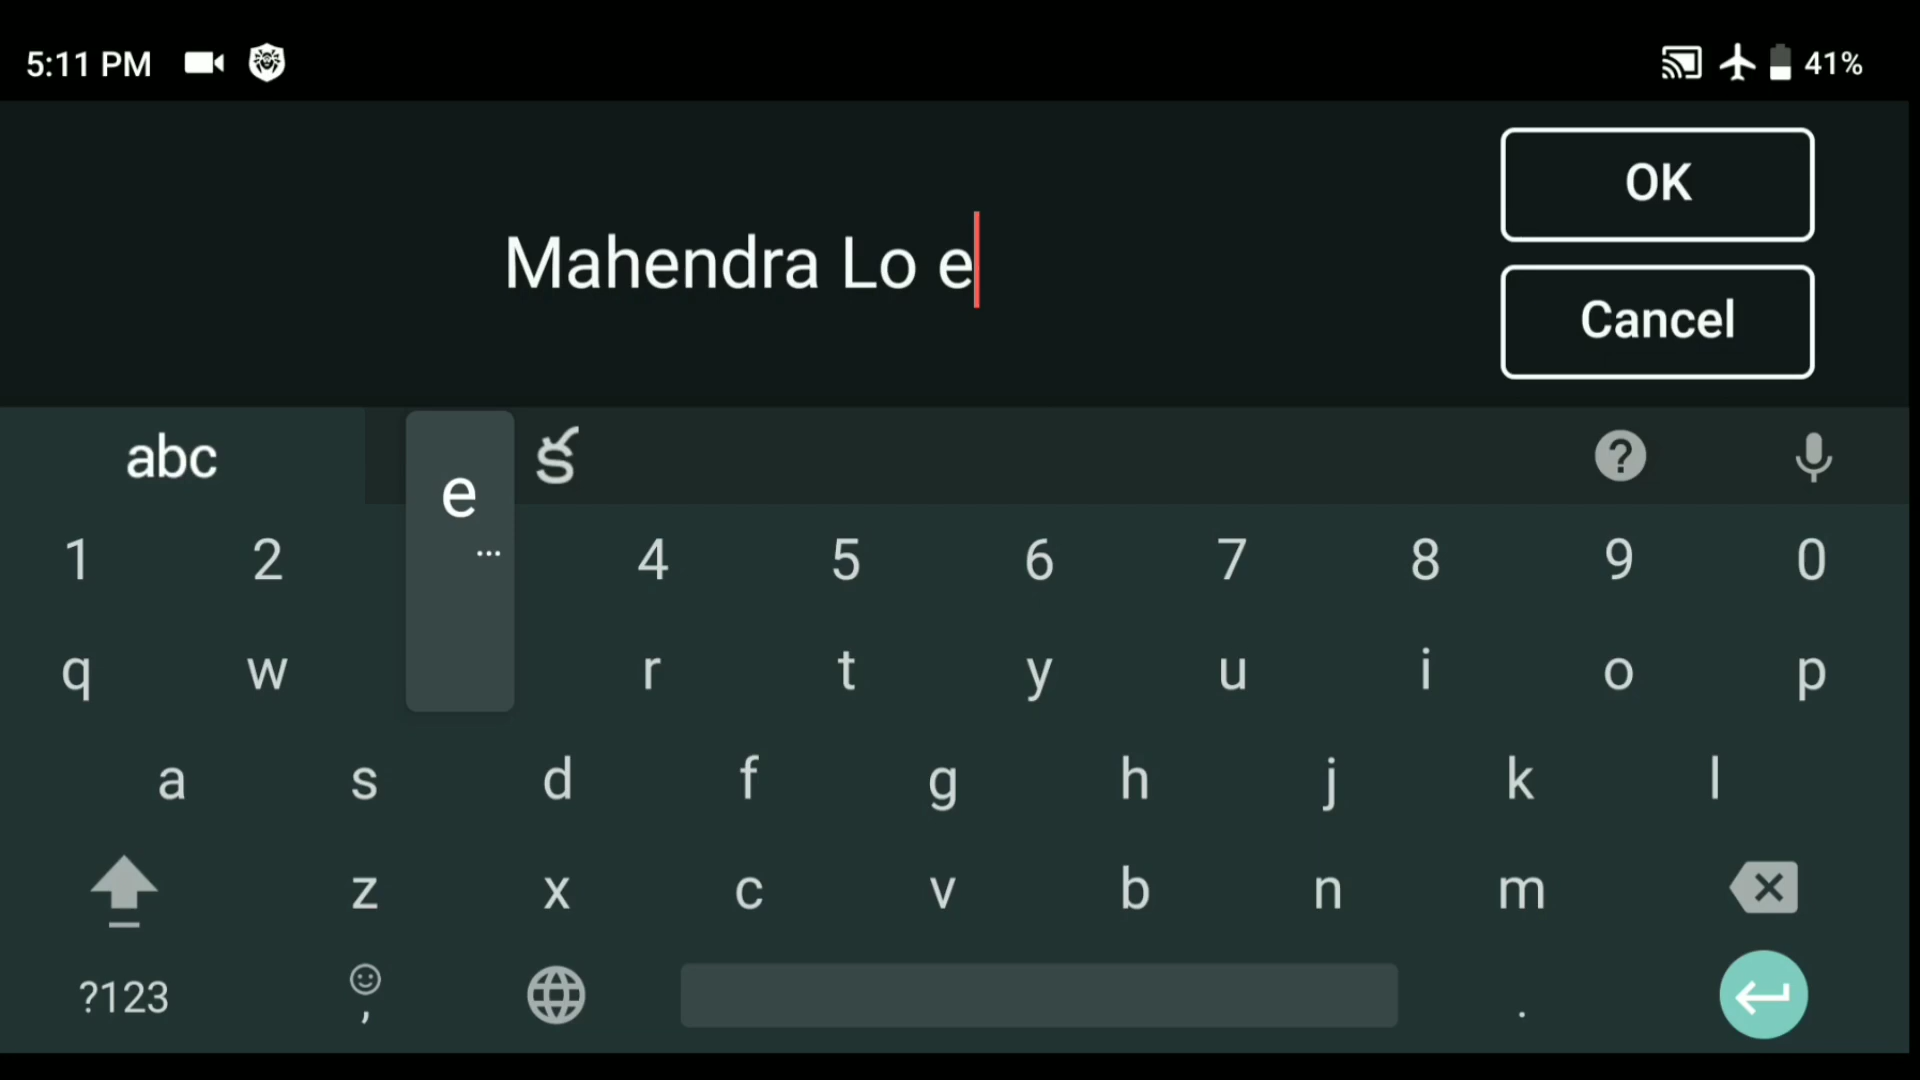 5:11 PM
41%
OK
Mahendra Lo e
Cancel
abc
క
e
...
1 2 4 5 6 7 8 9 0
q w r t y u i o p
a s d f g h j k l
z x c v b n m
?123 , .